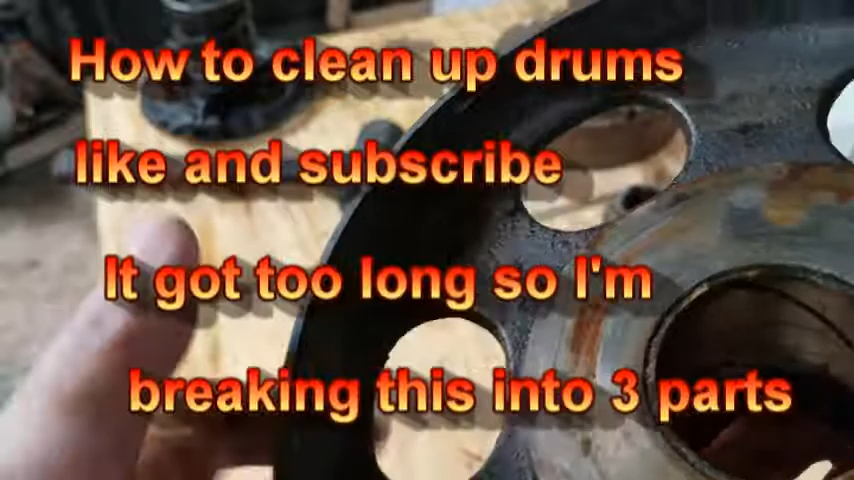 How to clean up drums
like and subscribe
It got too long so I'm
breaking this into 3 parts